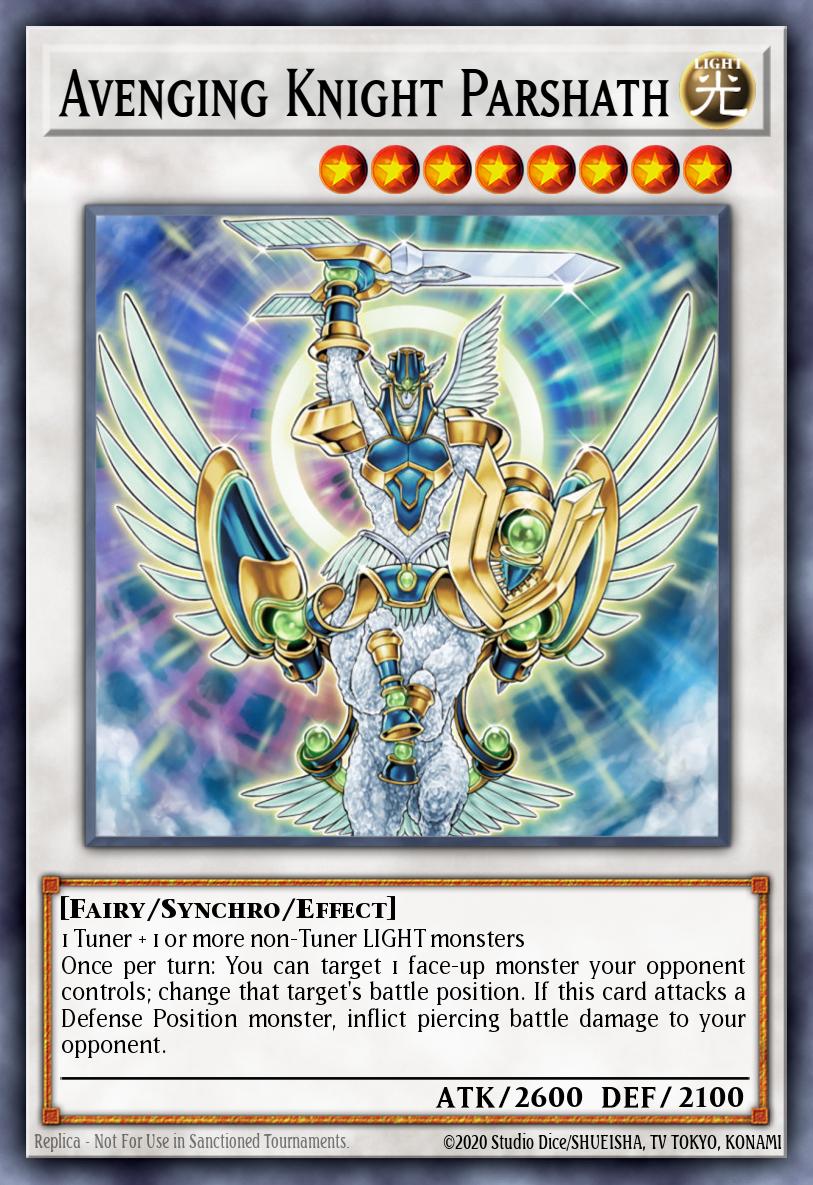 AVENGING KNIGHT PARSHATH
LIGHT
光
[FAIRY/SYNCHRO/EFFECT]
1 Tuner + 1 or more non-Tuner LIGHT monsters
Once per turn: You can target 1 face-up monster your opponent
controls; change that target's battle position. If this card attacks a
Defense Position monster, inflict piercing battle damage to your
opponent.
ATK/2600 DEF/2100
Replica - Not For Use in Sanctioned Tournaments.
©2020 Studio Dice/SHUEISHA, TV TOKYO, KONAMI